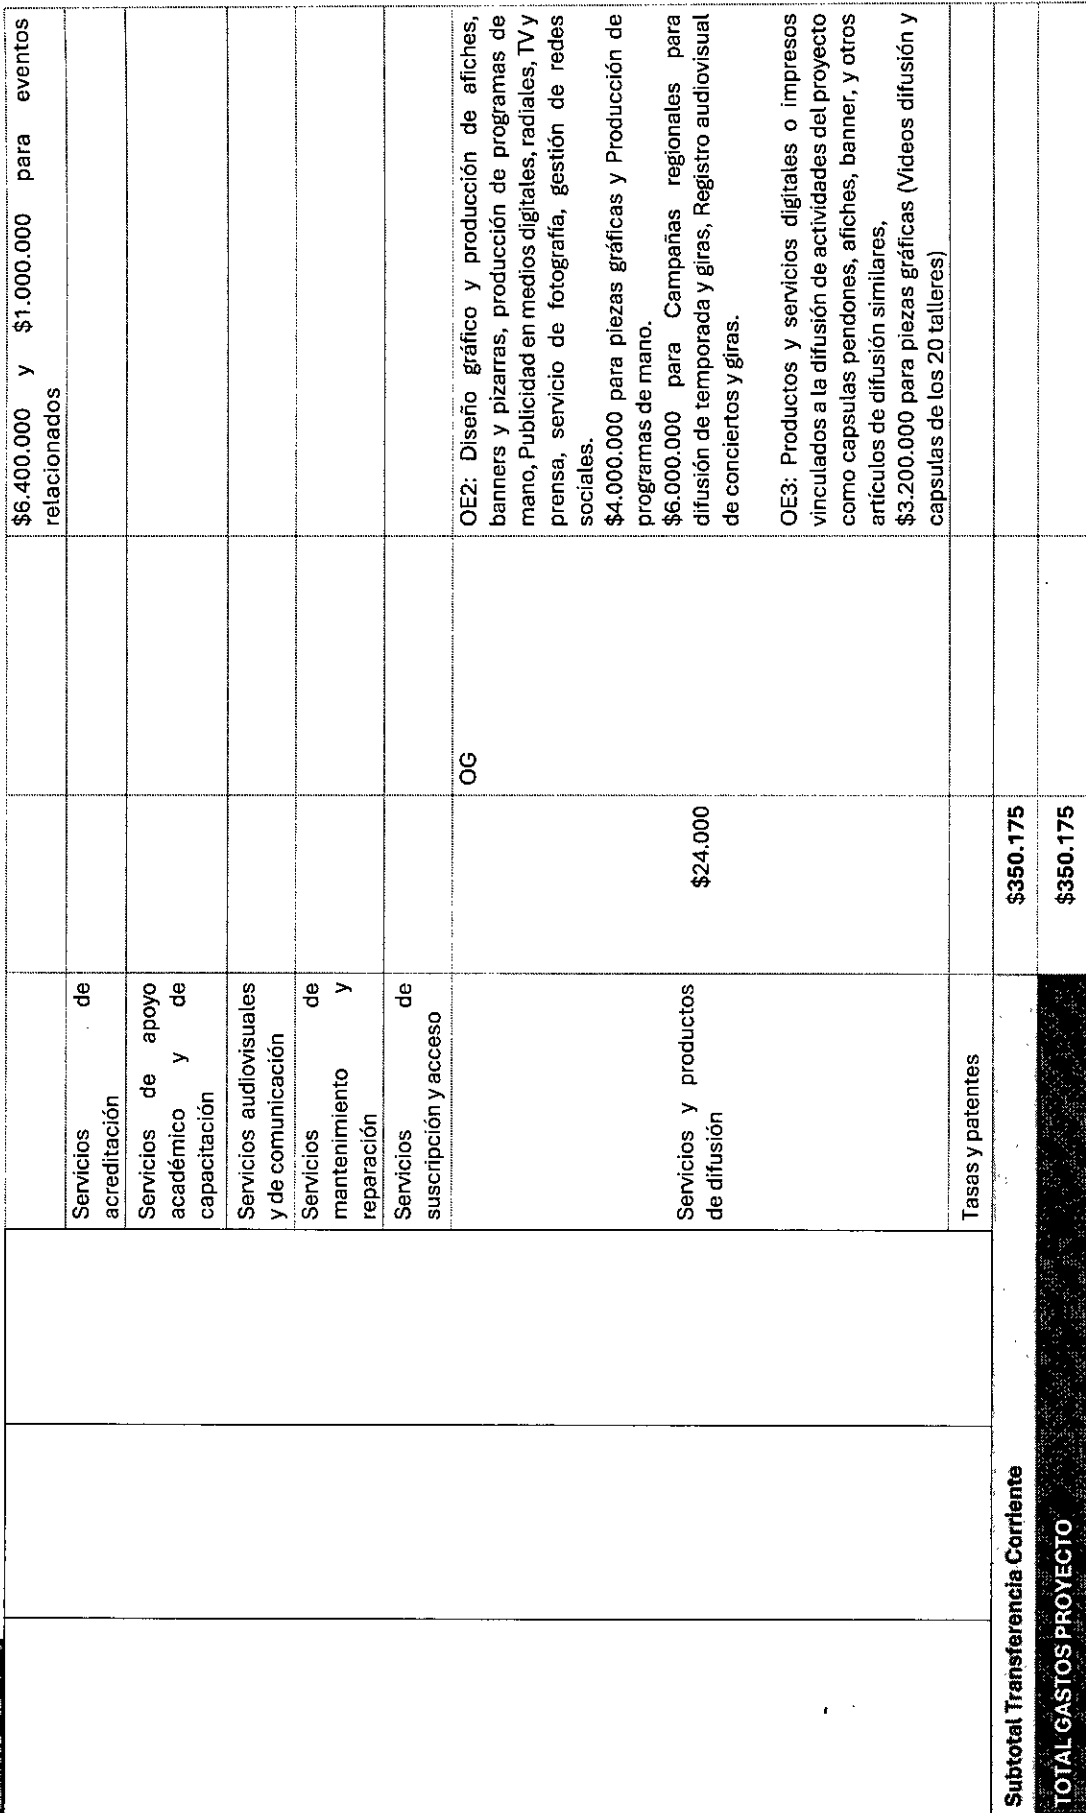 $6.400.000 y $1.000.000 para eventos
relacionados
Servicios de
acreditación
Servicios de apoyo
académico y de
capacitación
Servicios audiovisuales
y de comunicación
Servicios de
mantenimiento y
reparación
Servicios de
suscripción y acceso
Servicios y productos
de difusión
$24.000
OG
OE2: Diseño gráfico y producción de afiches,
banners y pizarras, producción de programas de
mano, Publicidad en medios digitales, radiales, TV y
prensa, servicio de fotografía, gestión de redes
sociales.
$4.000.000 para piezas gráficas y Producción de
programas de mano.
$6.000.000 para Campañas regionales para
difusión de temporada y giras, Registro audiovisual
de conciertos y giras.
OE3: Productos y servicios digitales o impresos
vinculados a la difusión de actividades del proyecto
como capsulas pendones, afiches, banner, y otros
artículos de difusión similares,
$3.200.000 para piezas gráficas (Videos difusión y
capsulas de los 20 talleres)
Tasas y patentes
Subtotal Transferencia Corriente
$350.175
TOTAL GASTOS PROYECTO
$350.175